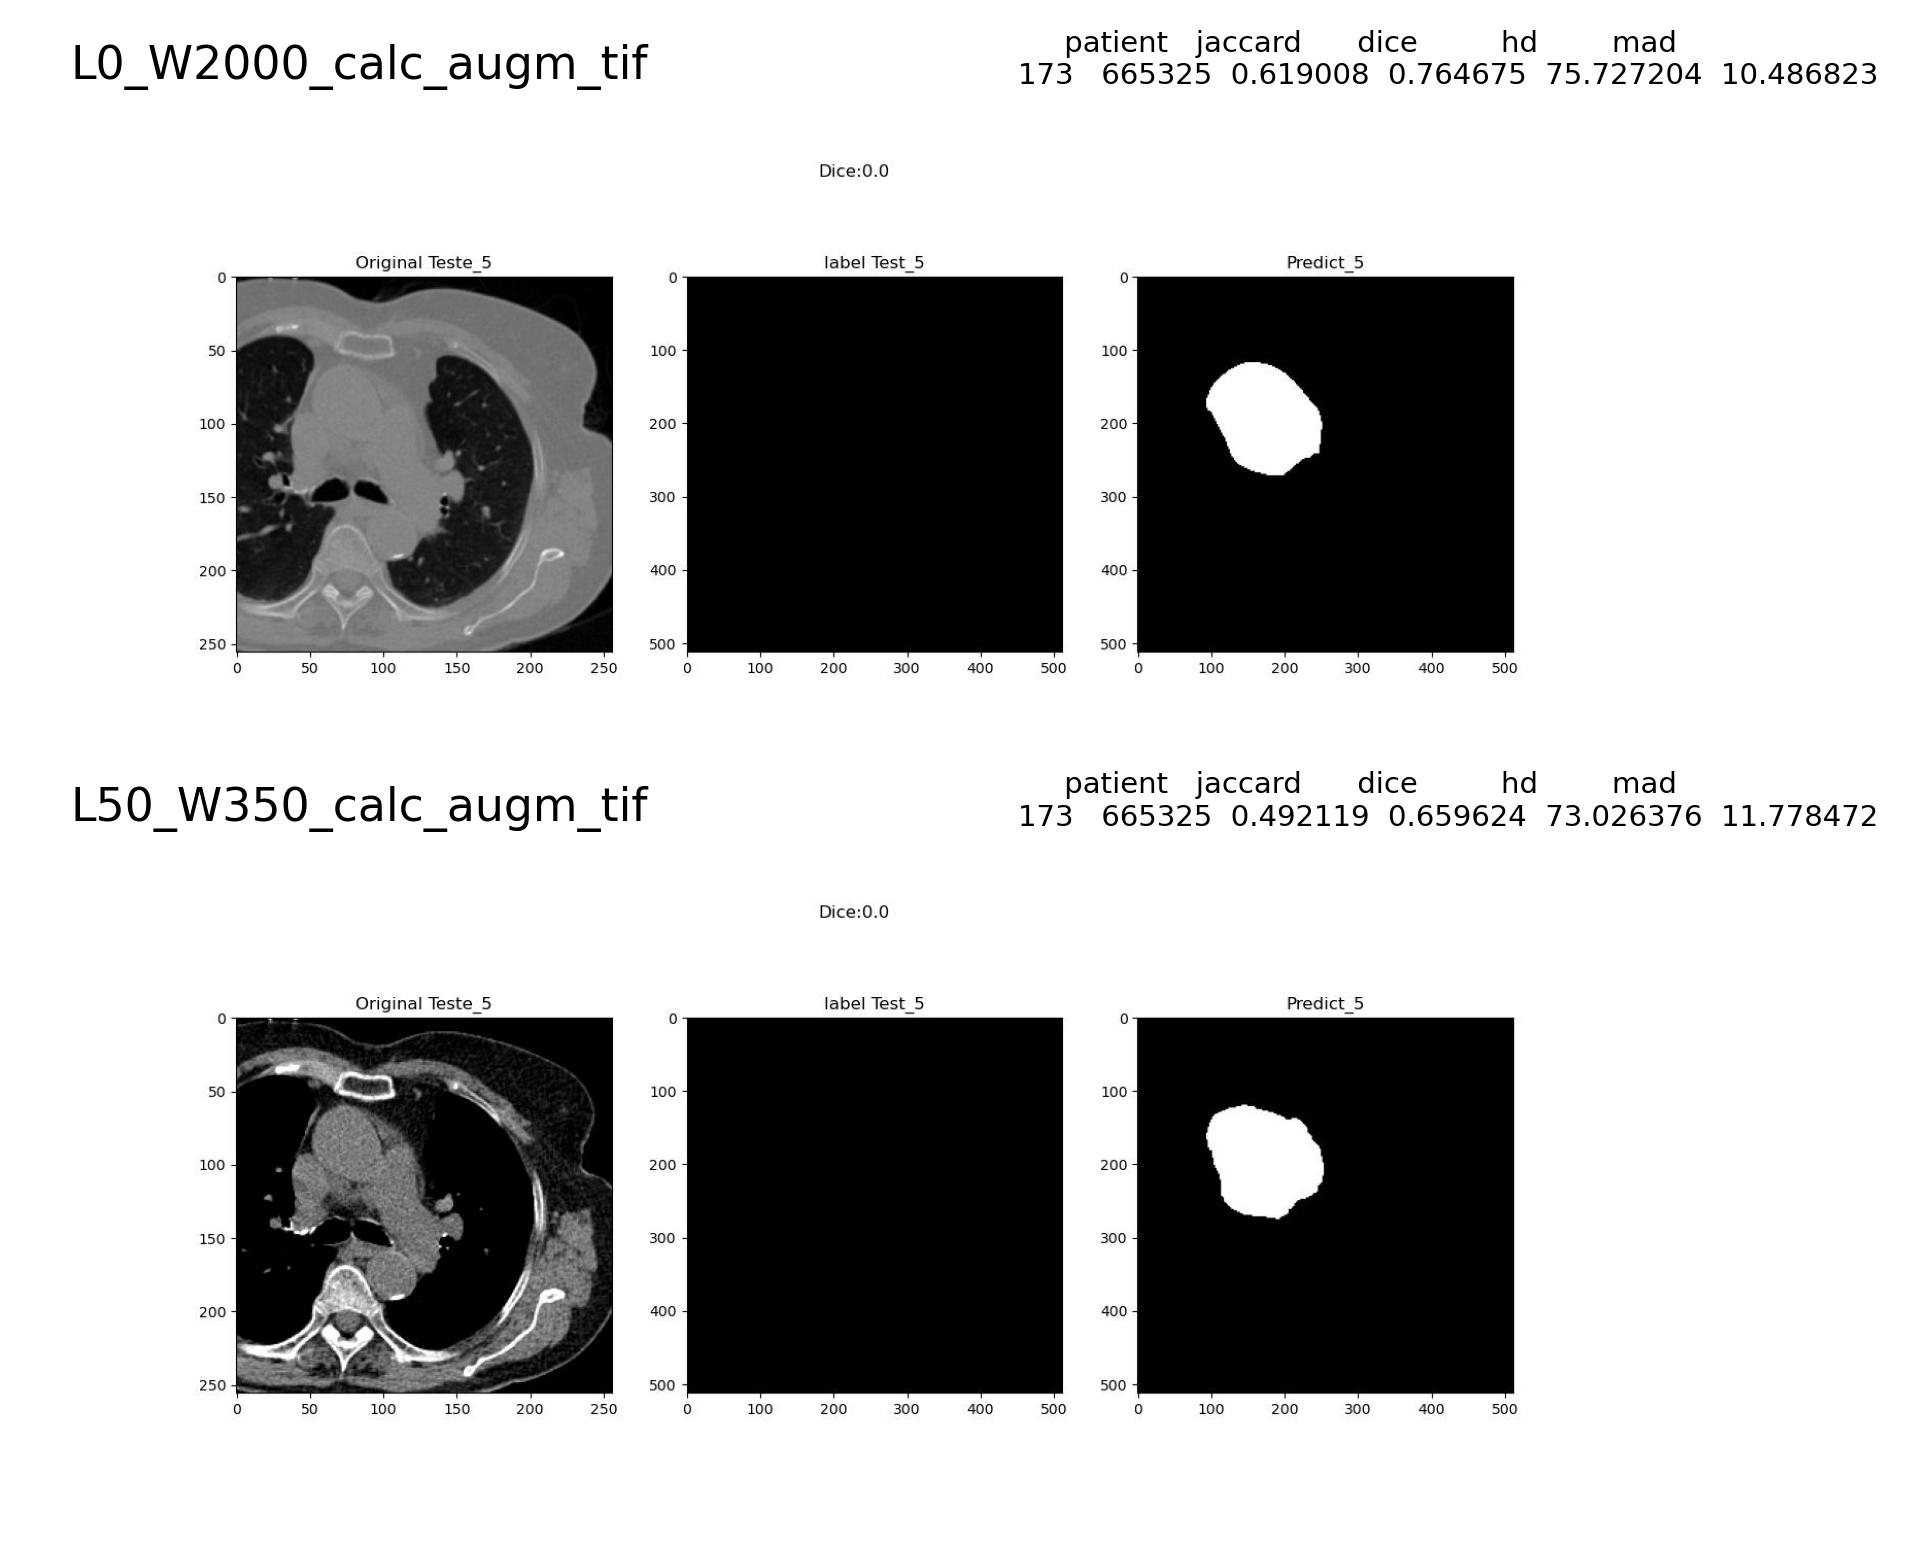 L0_W2000_calc_augm_tif
patient jaccard dice hd mad
173 665325 0.619008 0.764675 75.727204 10.486823
Dice:0.0
Original Teste_5
label Test_5
Predict_5
0
50
100
150
200
250
0 50 100 150 200 250
0
100
200
300
400
500
0 100 200 300 400 500
0
100
200
300
400
500
0 100 200 300 400 500
L50_W350_calc_augm_tif
patient jaccard dice hd mad
173 665325 0.492119 0.659624 73.026376 11.778472
Dice:0.0
Original Teste_5
label Test_5
Predict_5
0
50
100
150
200
250
0 50 100 150 200 250
0
100
200
300
400
500
0 100 200 300 400 500
0
100
200
300
400
500
0 100 200 300 400 500